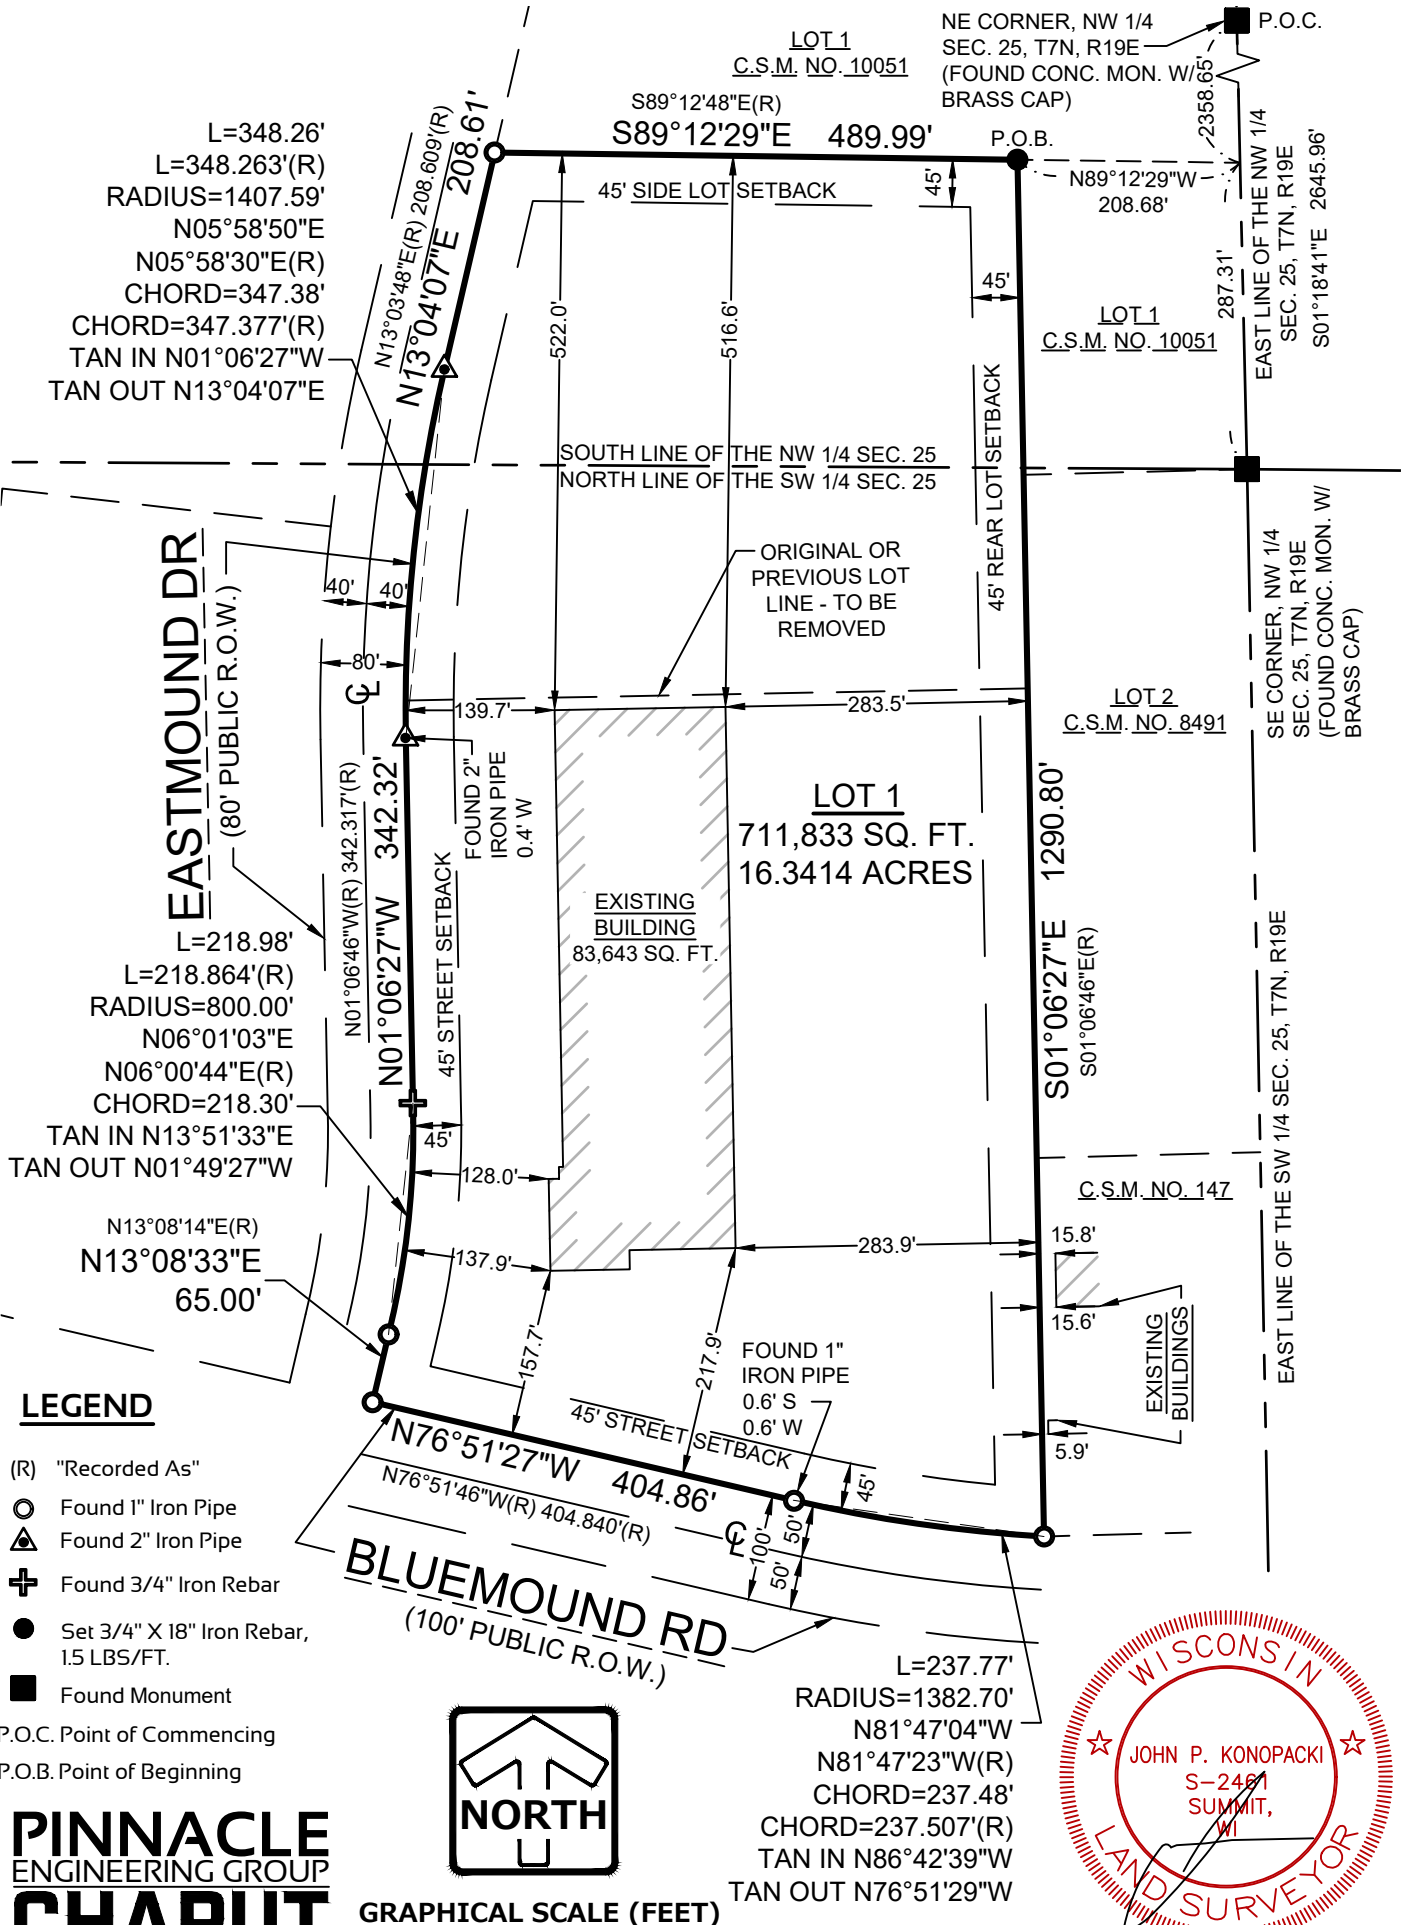 LOT 1
C.S.M. NO. 10051
NE CORNER, NW 1/4
SEC. 25, T7N, R19E
(FOUND CONC. MON. W/
BRASS CAP)
P.O.C.
2358.65'
S89°12'48"E(R)
S89°12'29"E 489.99'
P.O.B.
N89°12'29"W
208.68'
287.31'
EAST LINE OF THE NW 1/4
SEC. 25, T7N, R19E
S01°18'41"E 2645.96'
L=348.26'
L=348.263'(R)
RADIUS=1407.59'
N05°58'50"E
N05°58'30"E(R)
CHORD=347.38'
CHORD=347.377'(R)
TAN IN N01°06'27"W
TAN OUT N13°04'07"E
N13°03'48"E(R) 208.609'(R)
N13°04'07"E 208.61'
45' SIDE LOT SETBACK
45'
45'
522.0'
516.6'
LOT 1
C.S.M. NO. 10051
45' REAR LOT SETBACK
SOUTH LINE OF THE NW 1/4 SEC. 25
NORTH LINE OF THE SW 1/4 SEC. 25
SE CORNER, NW 1/4
SEC. 25, T7N, R19E
(FOUND CONC. MON. W/
BRASS CAP)
EASTMOUND DR
(80' PUBLIC R.O.W.)
40'
40'
80'
CL
ORIGINAL OR
PREVIOUS LOT
LINE - TO BE
REMOVED
139.7'
283.5'
LOT 2
C.S.M. NO. 8491
FOUND 2"
IRON PIPE
0.4' W
N01°06'46"W(R) 342.317'(R)
N01°06'27"W 342.32'
45' STREET SETBACK
LOT 1
711,833 SQ. FT.
16.3414 ACRES
EXISTING
BUILDING
83,643 SQ. FT.
S01°06'27"E 1290.80'
S01°06'46"E(R)
EAST LINE OF THE SW 1/4 SEC. 25, T7N, R19E
L=218.98'
L=218.864'(R)
RADIUS=800.00'
N06°01'03"E
N06°00'44"E(R)
CHORD=218.30'
TAN IN N13°51'33"E
TAN OUT N01°49'27"W
45'
128.0'
C.S.M. NO. 147
N13°08'14"E(R)
N13°08'33"E
65.00'
137.9'
283.9'
15.8'
15.6'
EXISTING
BUILDINGS
5.9'
157.7'
217.9'
FOUND 1"
IRON PIPE
0.6' S
0.6' W
45' STREET SETBACK
45'
N76°51'27"W 404.86'
N76°51'46"W(R) 404.840'(R)
CL
100'
50'
50'
BLUEMOUND RD
(100' PUBLIC R.O.W.)
LEGEND
(R) "Recorded As"
Found 1" Iron Pipe
Found 2" Iron Pipe
Found 3/4" Iron Rebar
Set 3/4" X 18" Iron Rebar,
1.5 LBS/FT.
Found Monument
P.O.C. Point of Commencing
P.O.B. Point of Beginning
L=237.77'
RADIUS=1382.70'
N81°47'04"W
N81°47'23"W(R)
CHORD=237.48'
CHORD=237.507'(R)
TAN IN N86°42'39"W
TAN OUT N76°51'29"W
WISCONSIN
JOHN P. KONOPACKI
S-2461
SUMMIT,
WI
LAND SURVEYOR
NORTH
PINNACLE
ENGINEERING GROUP
CHAPUT
GRAPHICAL SCALE (FEET)